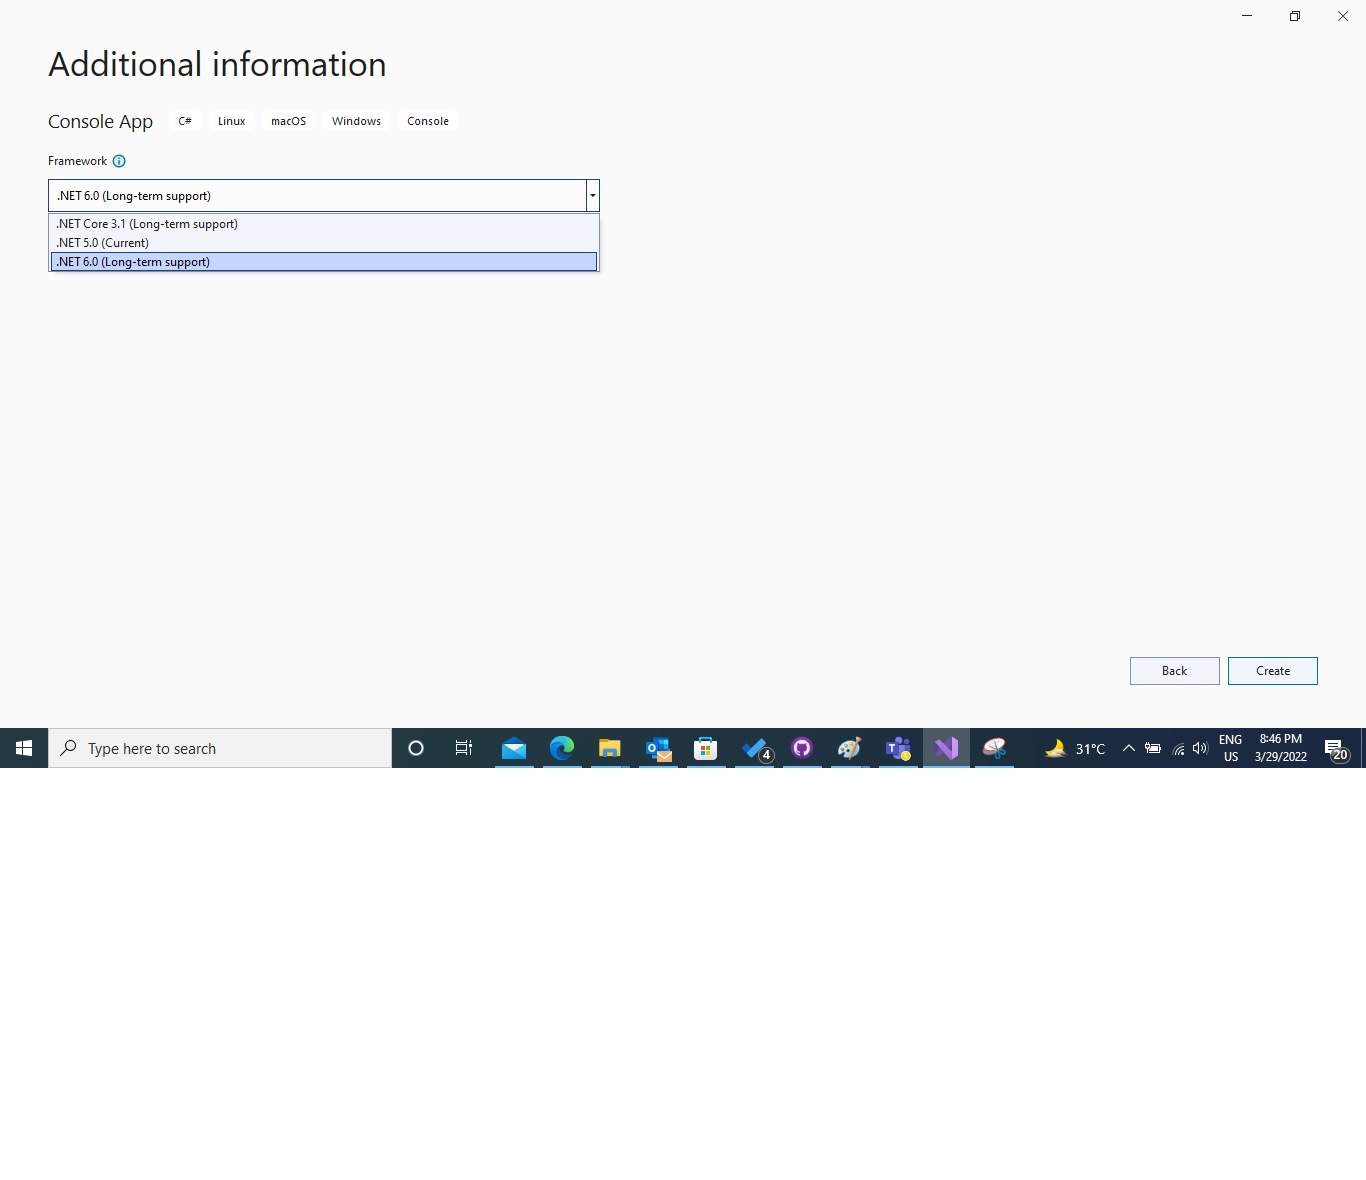 Additional information
Console App C# Linux macOS Windows Console
Framework
.NET 6.0 (Long-term support)
.NET Core 3.1 (Long-term support)
.NET 5.0 (Current)
.NET 6.0 (Long-term support)
Back Create
Type here to search
4
T
31°C
ENG
US
8:46 PM
3/29/2022
20